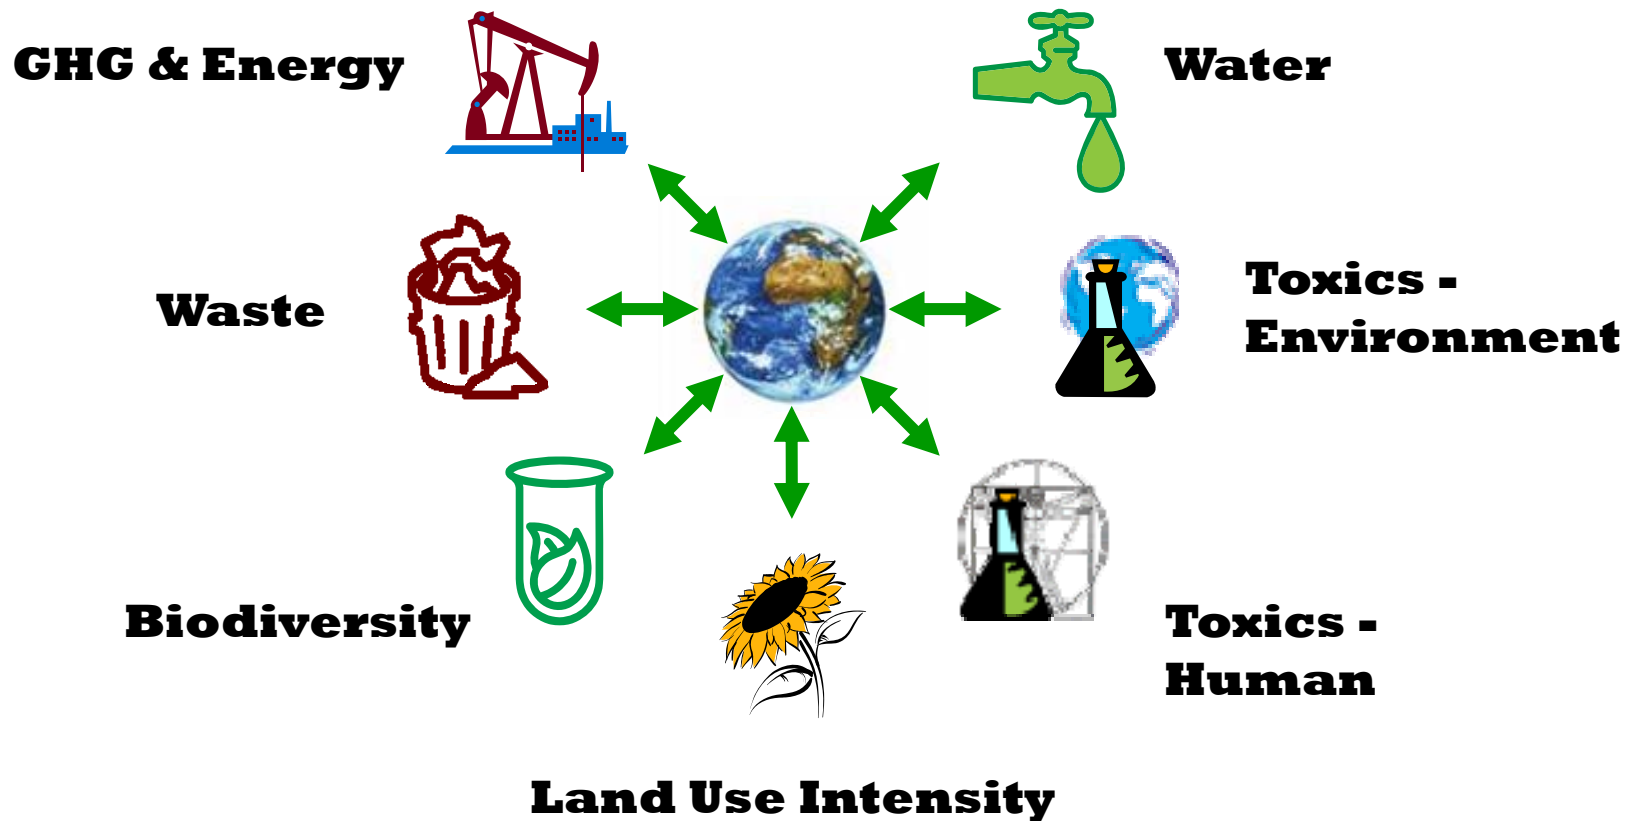 GHG & Energy
Water
Waste
Toxics -
Environment
Biodiversity
Toxics -
Human
Land Use Intensity